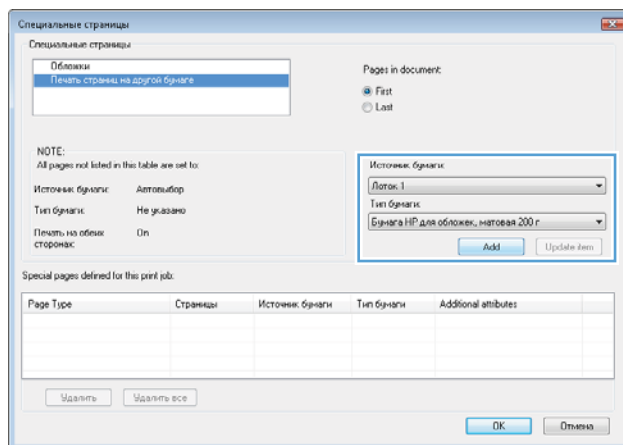 Специальные страницы
Специальные страницы
Обложки
Печать страниц на другой бумаге
Pages in document:
First
Last
NOTE:
All pages not listed in this table are set to:
Источник бумаги: Автовыбор
Тип бумаги: Не указано
Печать на обеих сторонах: On
Источник бумаги:
Лоток 1
Тип бумаги:
Бумага HP для обложек, матовая 200 г
Add Update item
Special pages defined for this print job:
Page Type Страницы Источник бумаги Тип бумаги Additional attributes
Удалить Удалить все
OK Отмена